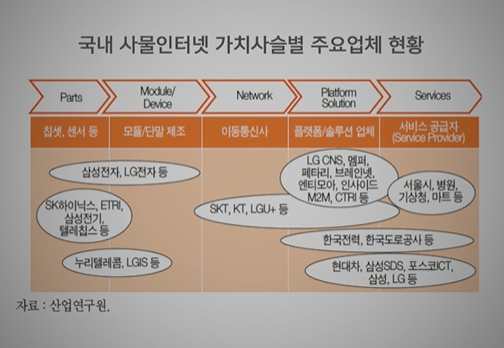 국내 사물인터넷 가치사슬별 주요업체 현황
Parts
Module/
Device
Network
Platform
Solution
Services
칩셋, 센서 등
모듈/단말 제조
이동통신사
플랫폼/솔루션 업체
서비스 공급자
(Service Provider)
삼성전자, LG전자 등
SK하이닉스, ETRI,
삼성전기,
텔레칩스 등
누리텔레콤, LGIS 등
SKT, KT, LGU+ 등
LG CNS, 멤퍼,
페타리, 브레인넷,
엔티모아, 인사이드
M2M, CTRI 등
서울시, 병원,
기상청, 마트 등
한국전력, 한국도로공사 등
현대차, 삼성SDS, 포스코ICT,
삼성, LG 등
자료 : 산업연구원.